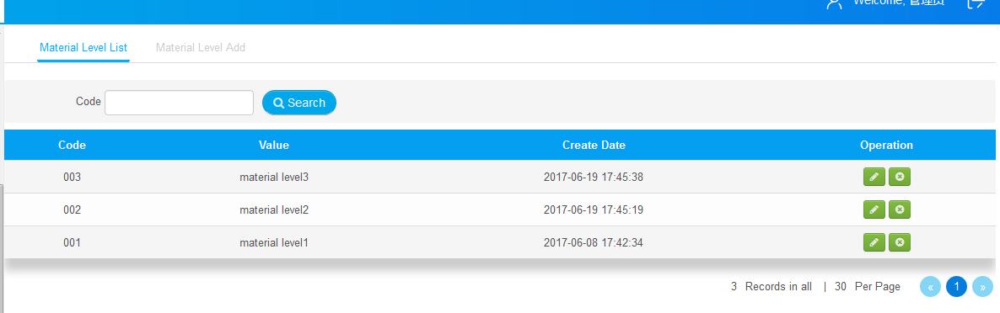 Welcome, 管理员
Material Level List Material Level Add
Code Search
Code Value Create Date Operation
003 material level3 2017-06-19 17:45:38
002 material level2 2017-06-19 17:45:19
001 material level1 2017-06-08 17:42:34
3 Records in all | 30 Per Page « 1 »